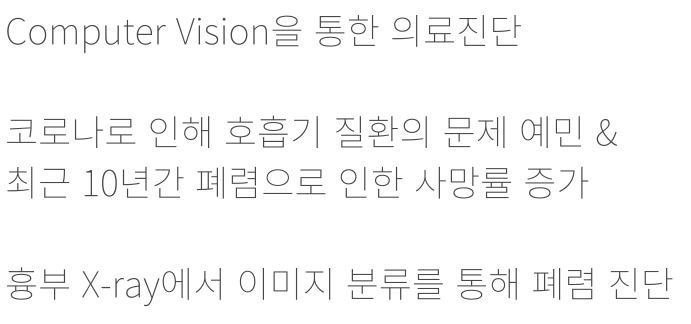 Computer Vision을 통한 의료진단
코로나로 인해 호흡기 질환의 문제 예민 &
최근 10년간 폐렴으로 인한 사망률 증가
흉부 X-ray에서 이미지 분류를 통해 폐렴 진단